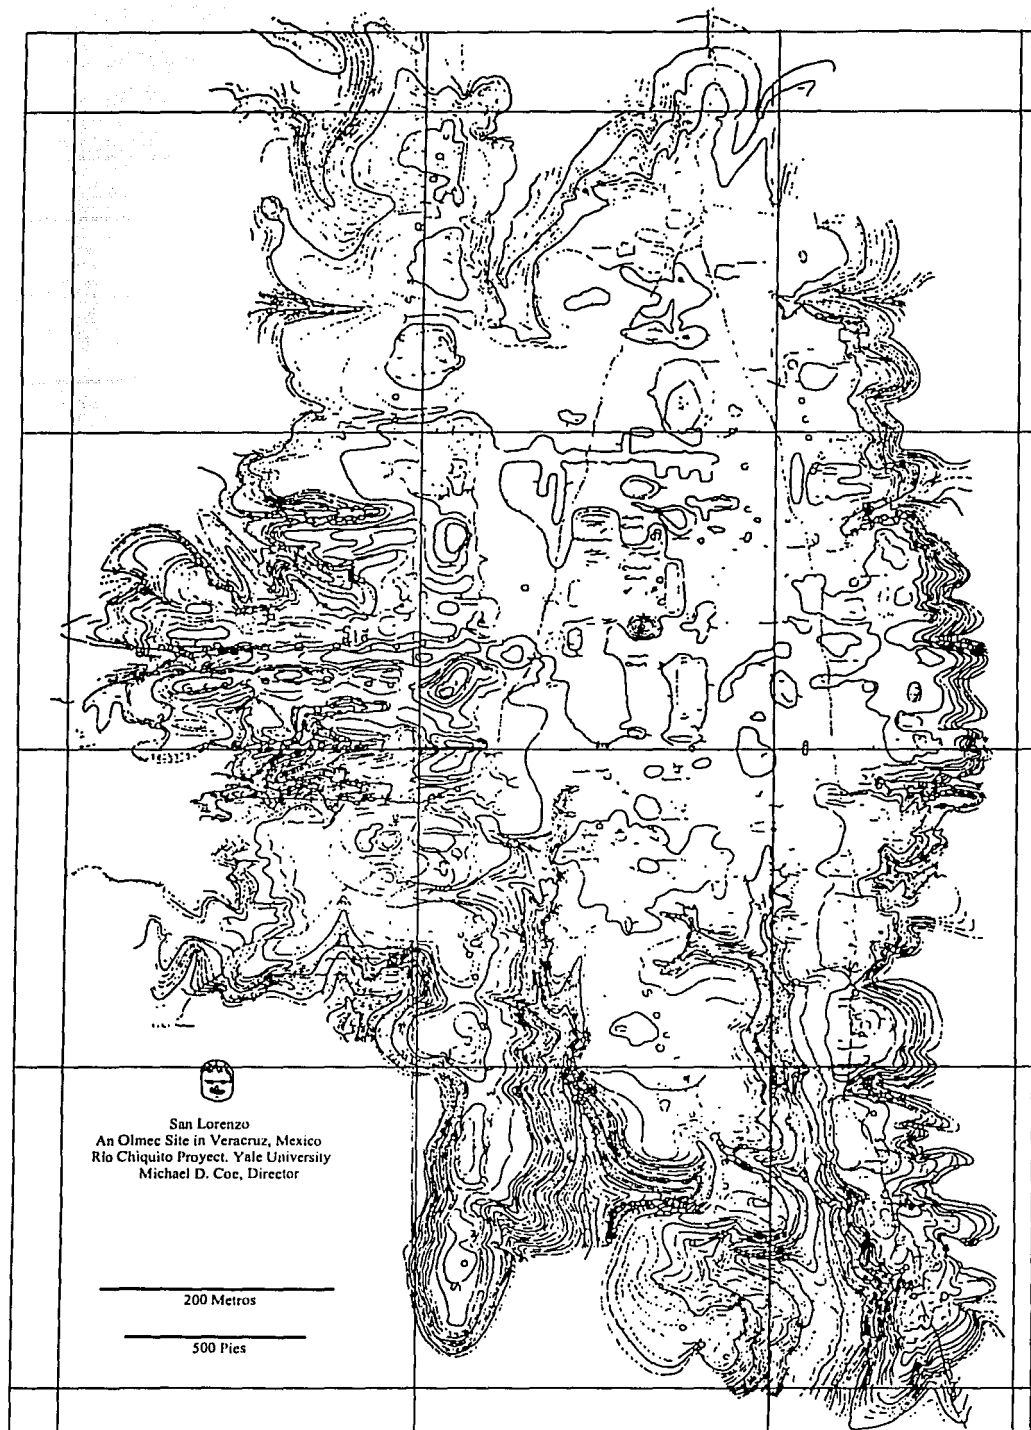 San Lorenzo
An Olmec Site in Veracruz, Mexico
Río Chiquito Proyect. Yale University
Michael D. Coe, Director
200 Metros
500 Pies